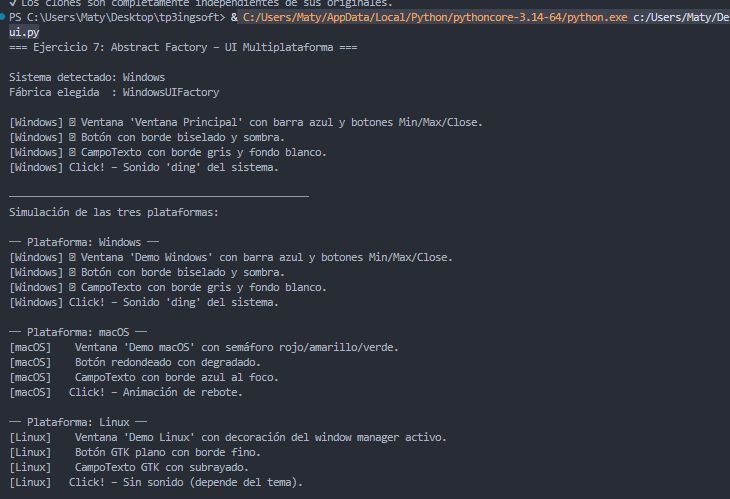 ✓ Los clones son completamente independientes de sus originales.
PS C:\Users\Maty\Desktop\tp3ingsoft> & C:/Users/Maty/AppData/Local/Python/pythoncore-3.14-64/python.exe c:/Users/Maty/De
ui.py
=== Ejercicio 7: Abstract Factory – UI Multiplataforma ===
Sistema detectado: Windows
Fábrica elegida  : WindowsUIFactory
[Windows] Ventana 'Ventana Principal' con barra azul y botones Min/Max/Close.
[Windows] Botón con borde biselado y sombra.
[Windows] CampoTexto con borde gris y fondo blanco.
[Windows] Click! – Sonido 'ding' del sistema.
Simulación de las tres plataformas:
── Plataforma: Windows ──
[Windows] Ventana 'Demo Windows' con barra azul y botones Min/Max/Close.
[Windows] Botón con borde biselado y sombra.
[Windows] CampoTexto con borde gris y fondo blanco.
[Windows] Click! – Sonido 'ding' del sistema.
── Plataforma: macOS ──
[macOS]    Ventana 'Demo macOS' con semáforo rojo/amarillo/verde.
[macOS]    Botón redondeado con degradado.
[macOS]    CampoTexto con borde azul al foco.
[macOS]   Click! – Animación de rebote.
── Plataforma: Linux ──
[Linux]    Ventana 'Demo Linux' con decoración del window manager activo.
[Linux]    Botón GTK plano con borde fino.
[Linux]    CampoTexto GTK con subrayado.
[Linux]   Click! – Sin sonido (depende del tema).